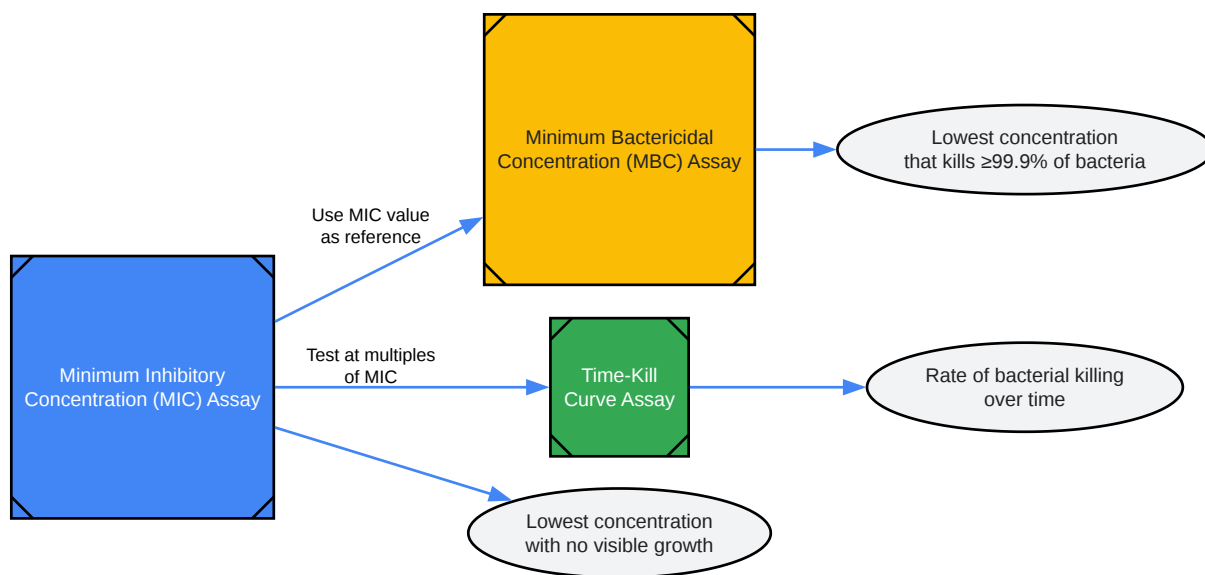 Minimum Bactericidal
Concentration (MBC) Assay
Lowest concentration
that kills ≥99.9% of bacteria
Use MIC value
as reference
Minimum Inhibitory
Concentration (MIC) Assay
Test at multiples
of MIC
Time-Kill
Curve Assay
Rate of bacterial killing
over time
Lowest concentration
with no visible growth